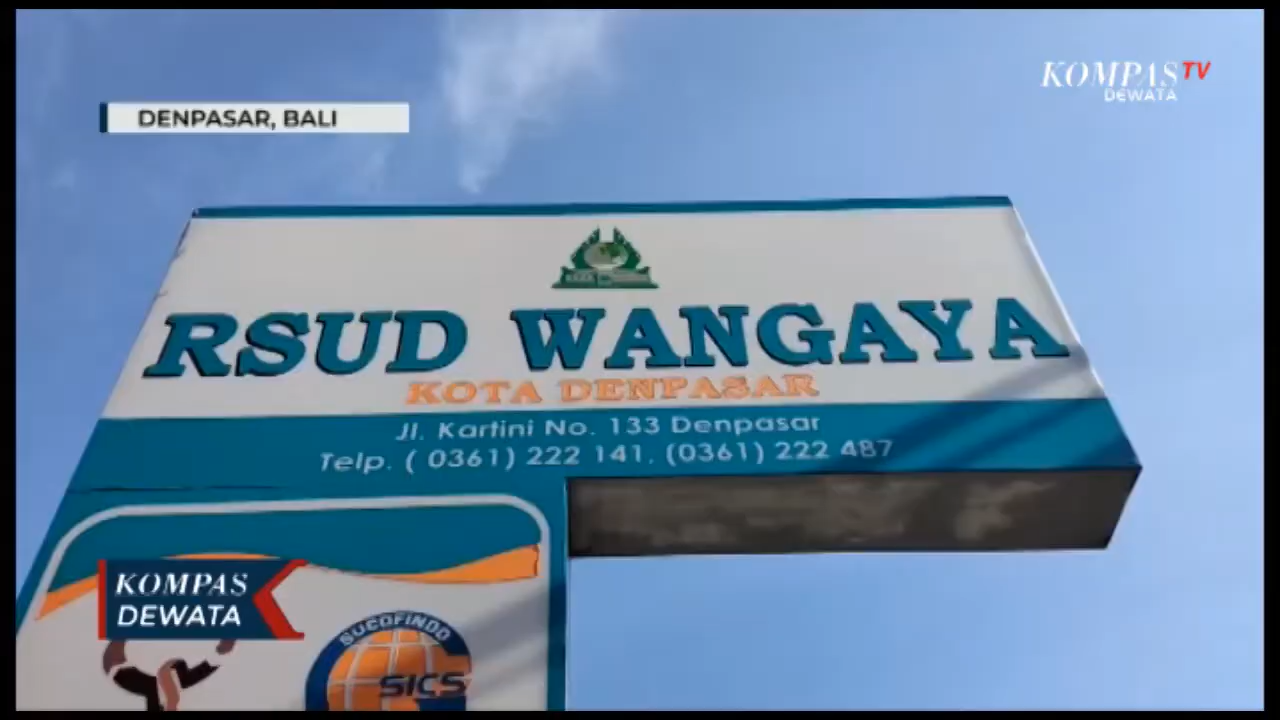 KOMPAS TV
DEWATA
DENPASAR, BALI
RSUD WANGAYA
KOTA DENPASAR
Jl. Kartini No. 133 Denpasar
Telp. ( 0361) 222 141, (0361) 222 487
KOMPAS
DEWATA
SUCOFINDO
SICS